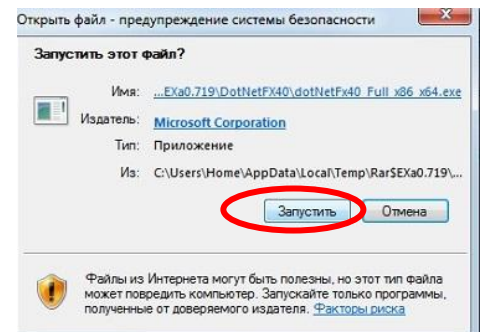 Открыть файл - предупреждение системы безопасности
Запустить этот файл?
Имя: ...EXa0.719\DotNetFX40\dotNetFx40_Full_x86_x64.exe
Издатель: Microsoft Corporation
Тип: Приложение
Из: C:\Users\Home\AppData\Local\Temp\Rar$EXa0.719\...
Запустить Отмена
Файлы из Интернета могут быть полезны, но этот тип файла
может повредить компьютер. Запускайте только программы,
полученные от доверяемого издателя. Факторы риска